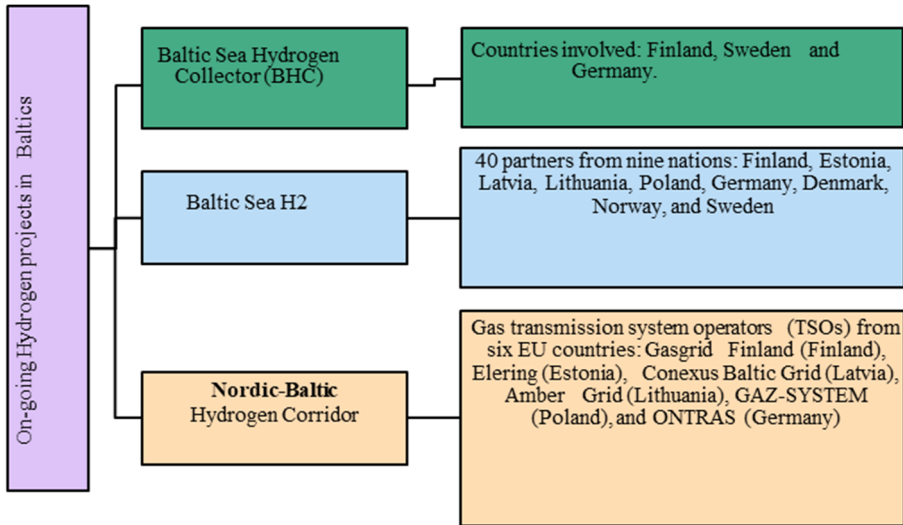 On-going Hydrogen projects in Baltics
Baltic Sea Hydrogen
Collector (BHC)
Countries involved: Finland, Sweden and
Germany.
Baltic Sea H2
40 partners from nine nations: Finland, Estonia,
Latvia, Lithuania, Poland, Germany, Denmark,
Norway, and Sweden
Nordic-Baltic
Hydrogen Corridor
Gas transmission system operators (TSOs) from
six EU countries: Gasgrid Finland (Finland),
Elering (Estonia), Conexus Baltic Grid (Latvia),
Amber Grid (Lithuania), GAZ-SYSTEM
(Poland), and ONTRAS (Germany)